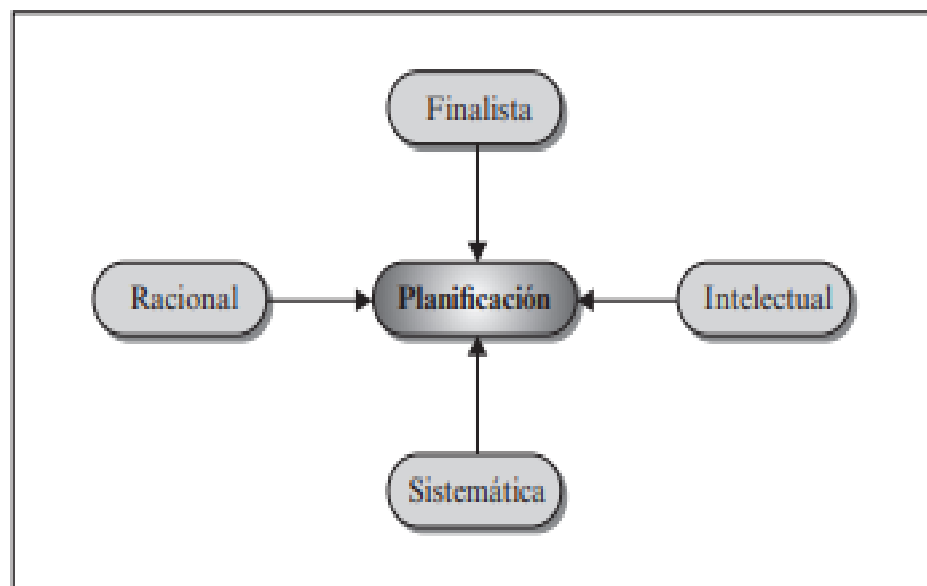 Finalista
Racional
Planificación
Intelectual
Sistemática